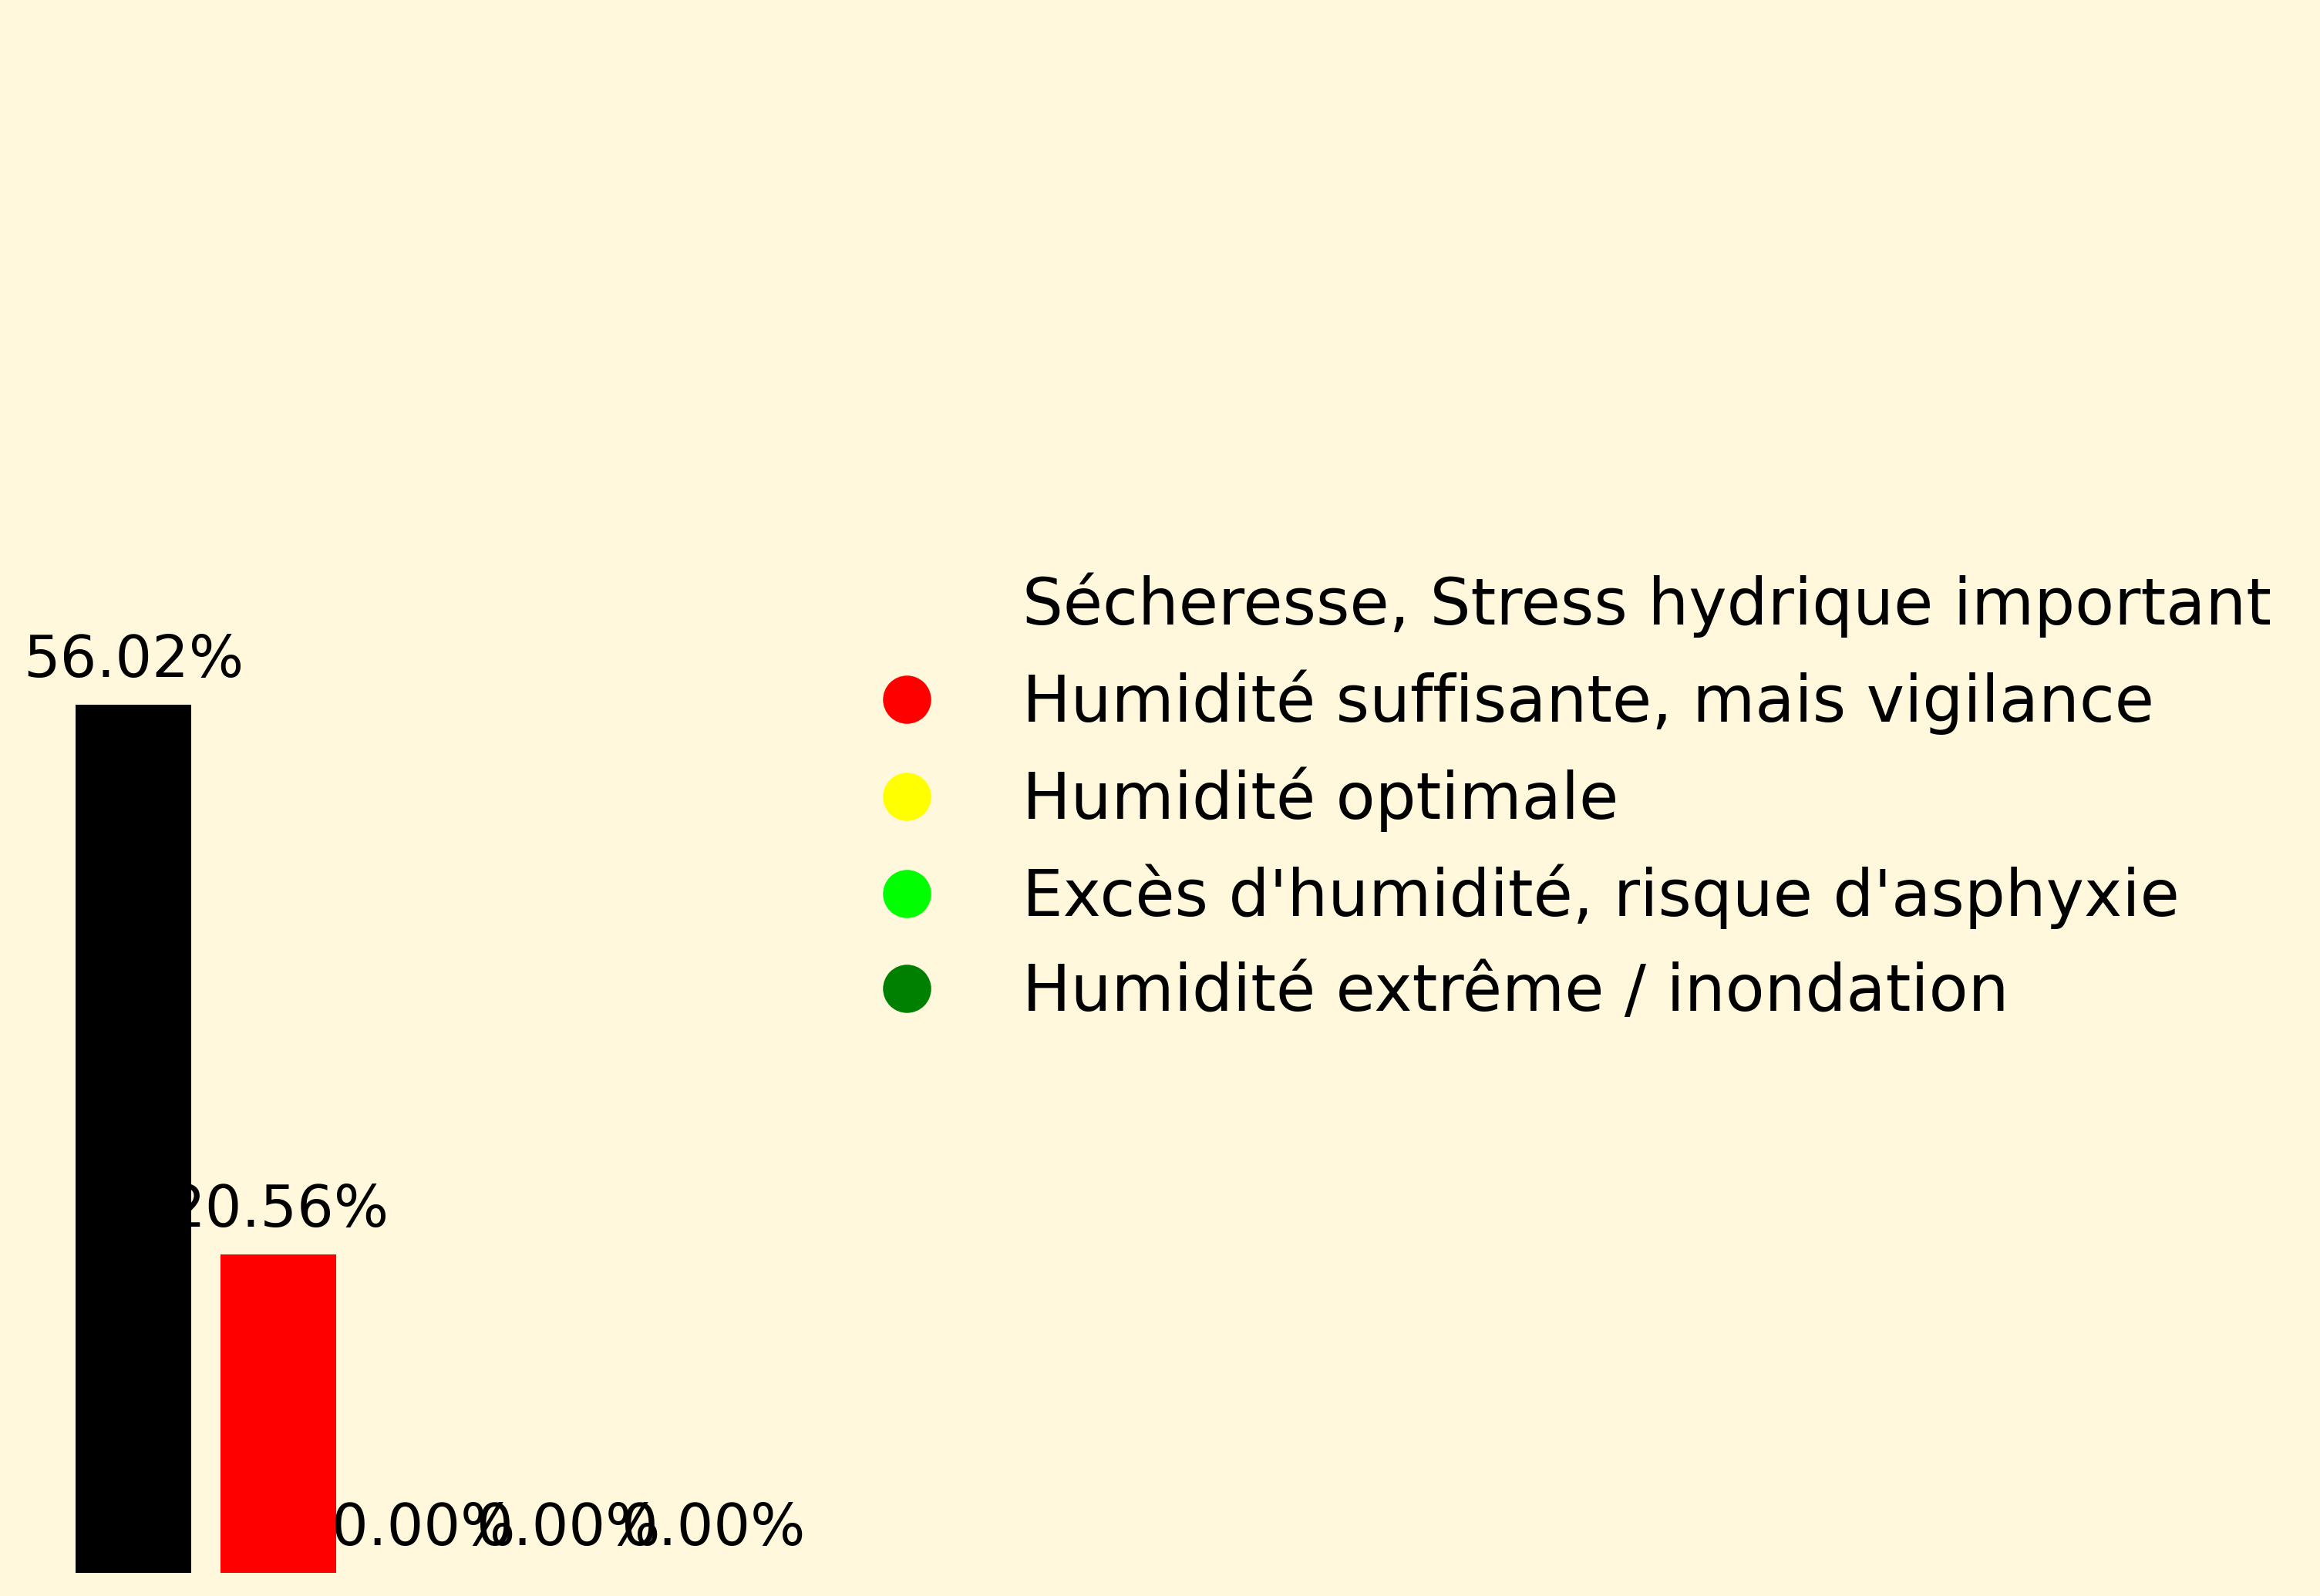 Sécheresse, Stress hydrique important
56.02%
Humidité suffisante, mais vigilance
Humidité optimale
Excès d'humidité, risque d'asphyxie
Humidité extrême / inondation
20.56%
0.00% 0.00% 0.00%